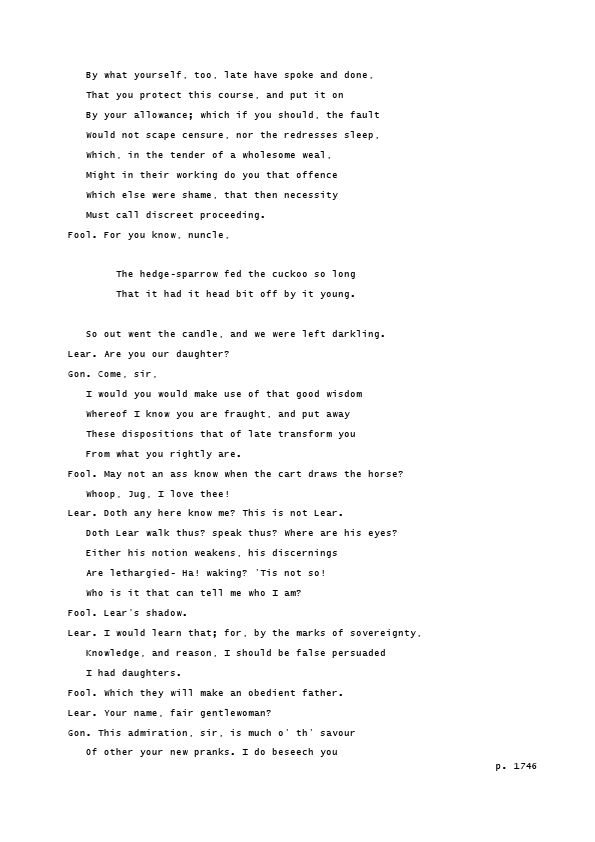 By what yourself, too, late have spoke and done,
That you protect this course, and put it on
By your allowance; which if you should, the fault
Would not scape censure, nor the redresses sleep,
Which, in the tender of a wholesome weal,
Might in their working do you that offence
Which else were shame, that then necessity
Must call discreet proceeding.
Fool. For you know, nuncle,
The hedge-sparrow fed the cuckoo so long
That it had it head bit off by it young.
So out went the candle, and we were left darkling.
Lear. Are you our daughter?
Gon. Come, sir,
I would you would make use of that good wisdom
Whereof I know you are fraught, and put away
These dispositions that of late transform you
From what you rightly are.
Fool. May not an ass know when the cart draws the horse?
Whoop, Jug, I love thee!
Lear. Doth any here know me? This is not Lear.
Doth Lear walk thus? speak thus? Where are his eyes?
Either his notion weakens, his discernings
Are lethargied- Ha! waking? 'Tis not so!
Who is it that can tell me who I am?
Fool. Lear's shadow.
Lear. I would learn that; for, by the marks of sovereignty,
Knowledge, and reason, I should be false persuaded
I had daughters.
Fool. Which they will make an obedient father.
Lear. Your name, fair gentlewoman?
Gon. This admiration, sir, is much o' th' savour
Of other your new pranks. I do beseech you
p. 1746